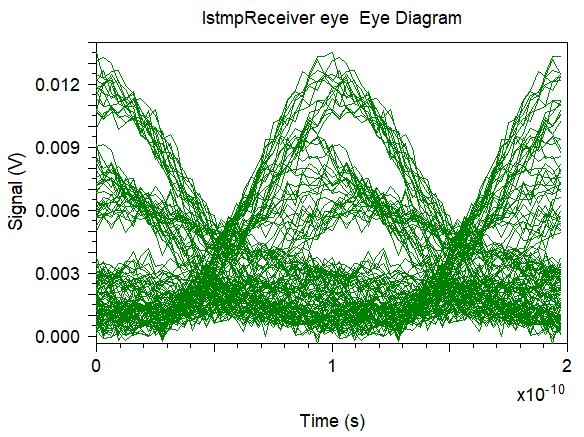 lstmpReceiver eye  Eye Diagram
0.012
0.009
0.006
0.003
0.000
Signal (V)
0
1
2
x10-10
Time (s)